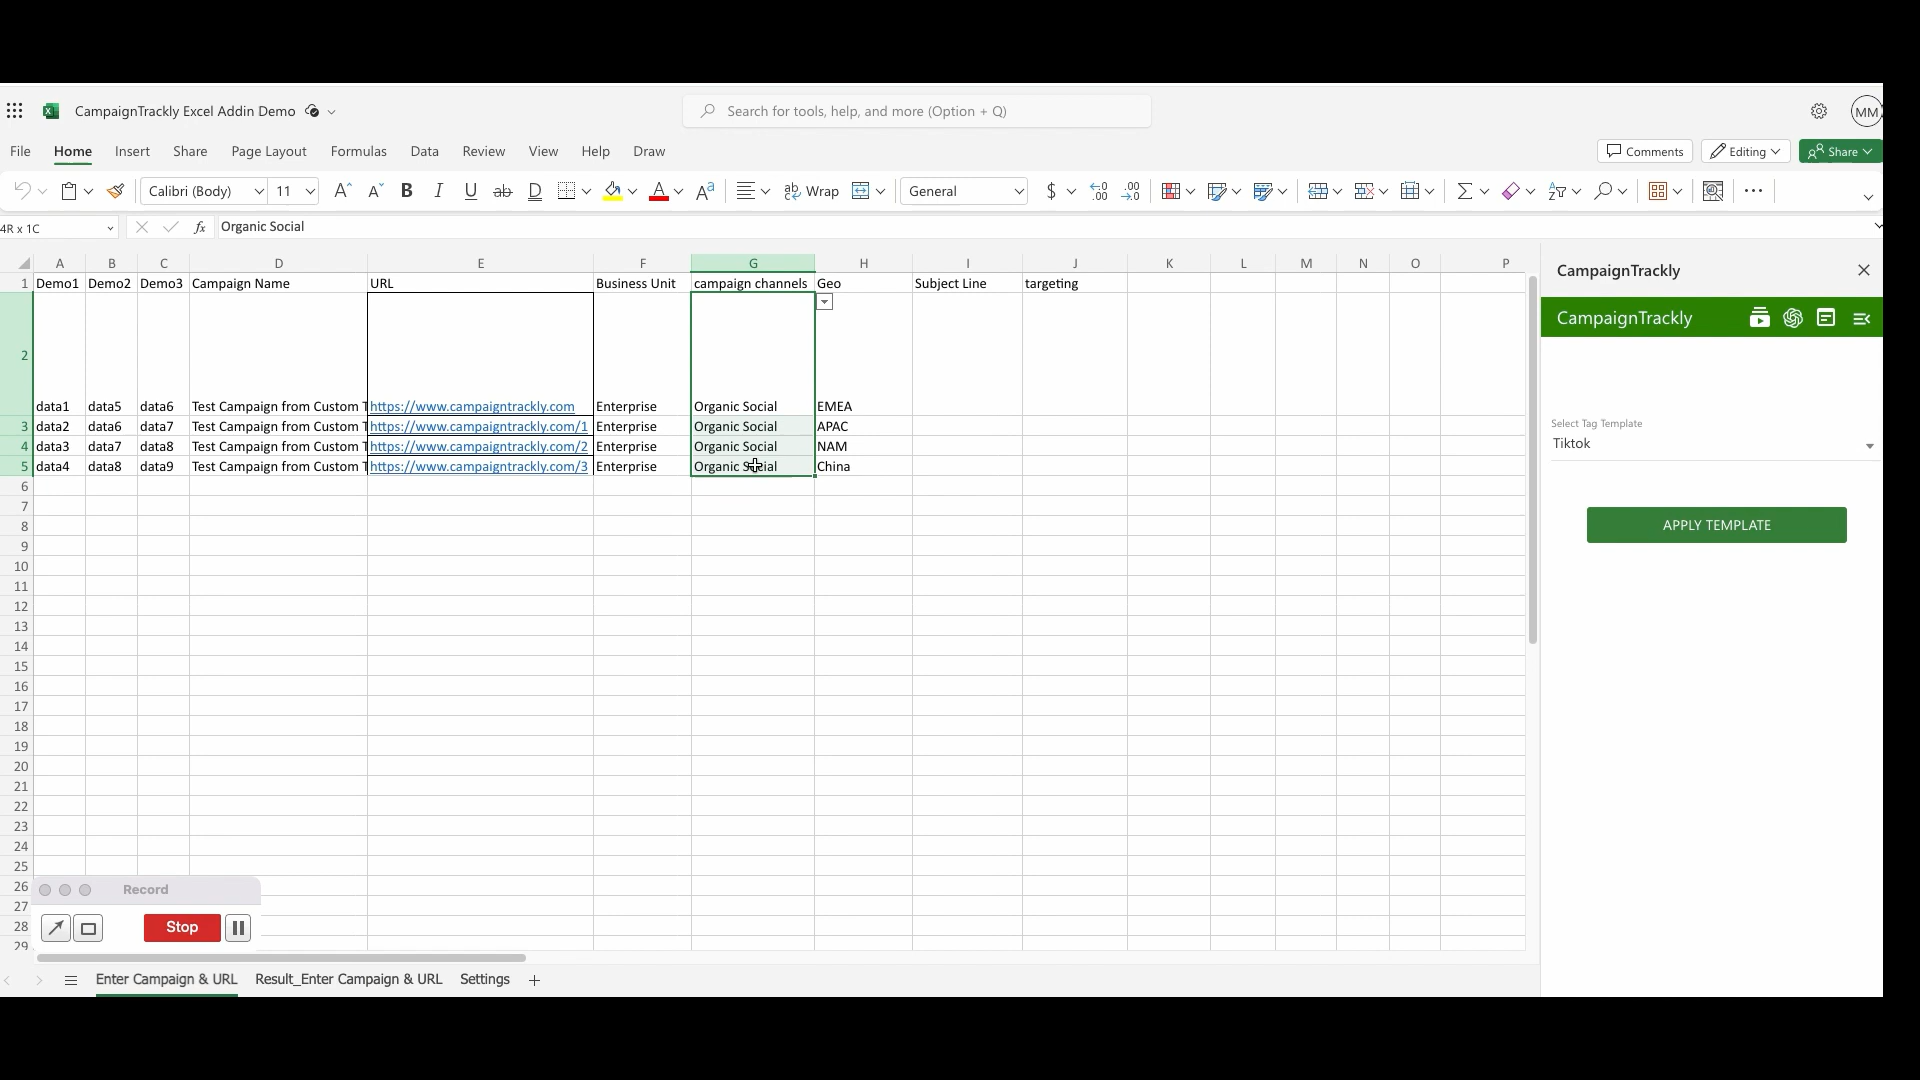 CampaignTrackly Excel Addin Demo
Search for tools, help, and more (Option + Q)
MM
File Home Insert Share Page Layout Formulas Data Review View Help Draw
Comments Editing Share
Calibri (Body) 11 B I U ab D A Wrap General $
4R x 1C fx Organic Social
A B C D E F G H I J K L M N O P
1 Demo1 Demo2 Demo3 Campaign Name URL Business Unit campaign channels Geo Subject Line targeting
2 data1 data5 data6 Test Campaign from Custom T https://www.campaigntrackly.com Enterprise Organic Social EMEA
3 data2 data6 data7 Test Campaign from Custom T https://www.campaigntrackly.com/1 Enterprise Organic Social APAC
4 data3 data7 data8 Test Campaign from Custom T https://www.campaigntrackly.com/2 Enterprise Organic Social NAM
5 data4 data8 data9 Test Campaign from Custom T https://www.campaigntrackly.com/3 Enterprise Organic Social China
6
7
8
9
10
11
12
13
14
15
16
17
18
19
20
21
22
23
24
25
26
27
28
29
Record
Stop
Enter Campaign & URL Result_Enter Campaign & URL Settings
CampaignTrackly
CampaignTrackly
Select Tag Template
Tiktok
APPLY TEMPLATE